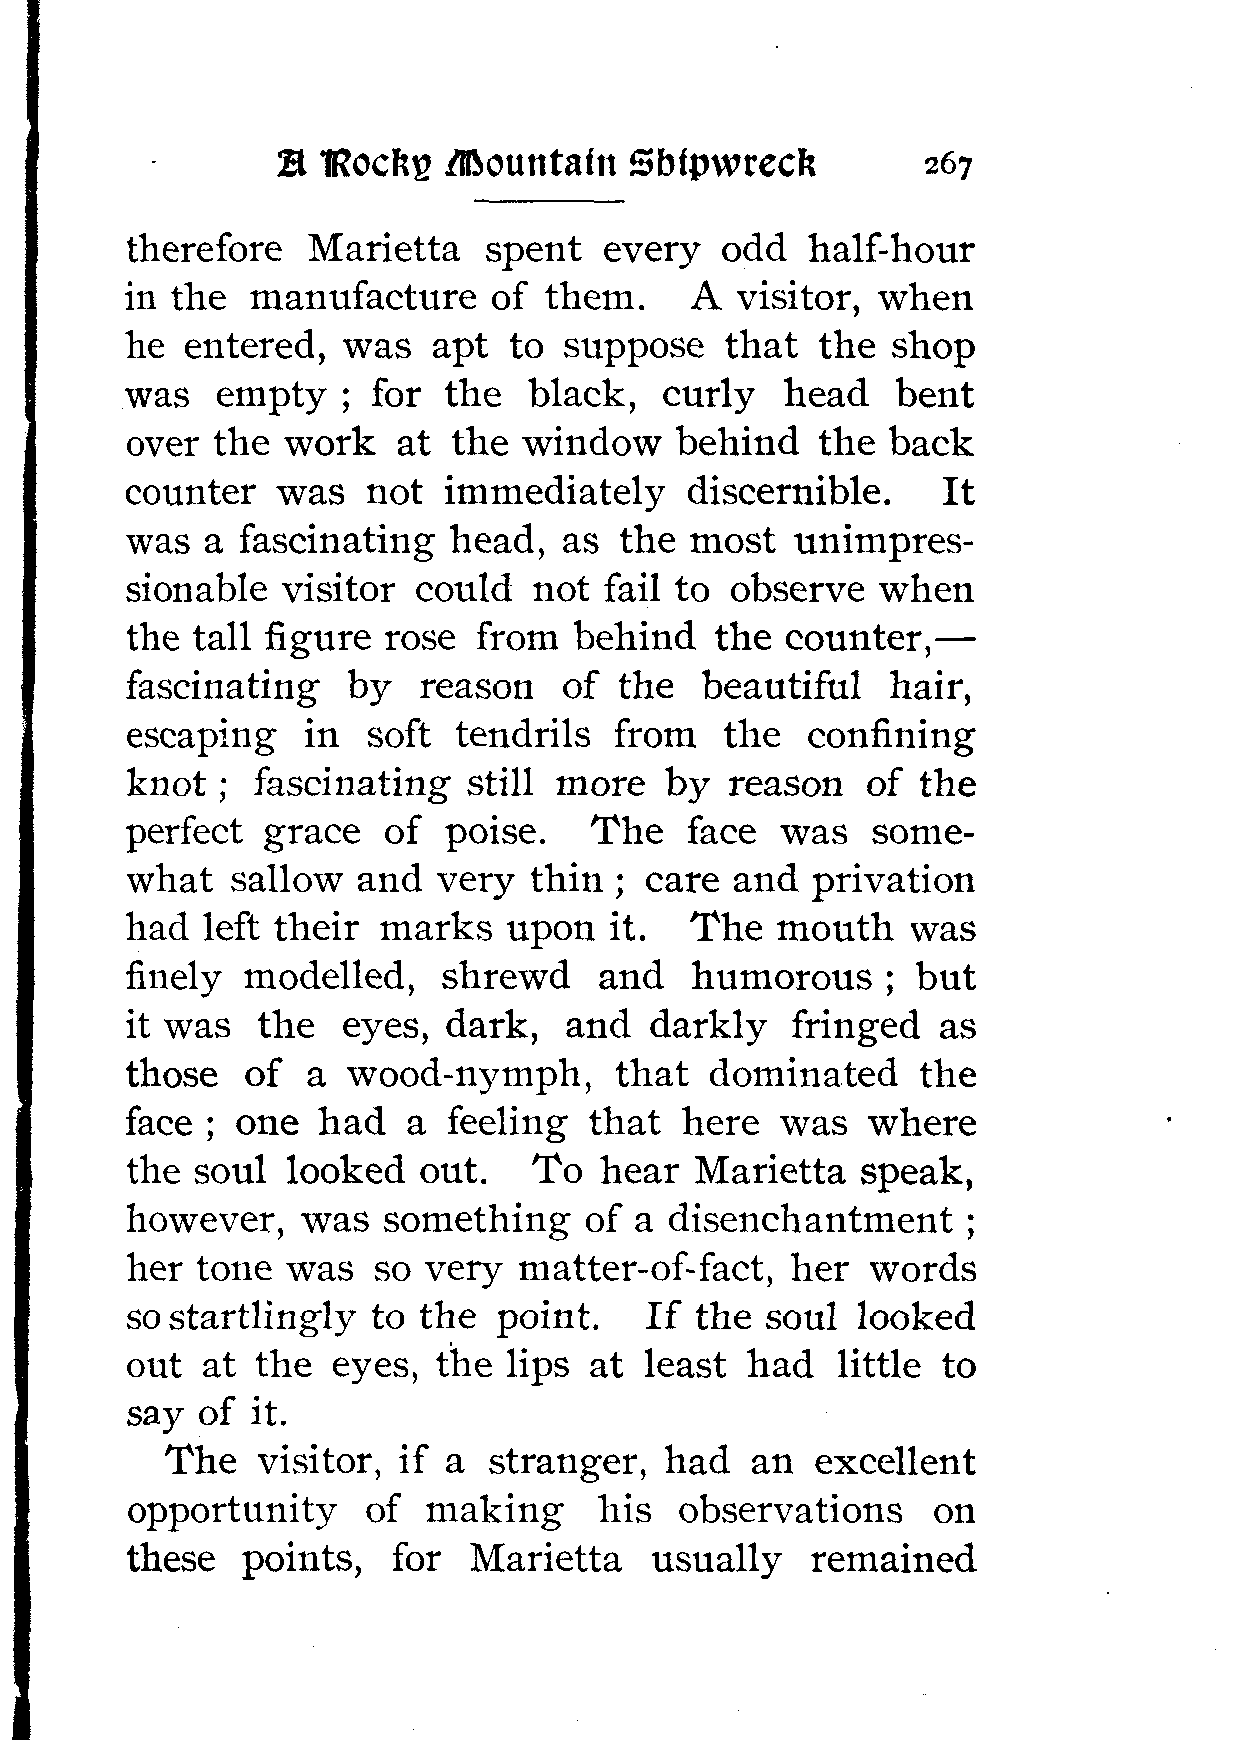 A Rocky Mountain Shipwreck 267
therefore Marietta spent every odd half-hour
in the manufacture of them. A visitor, when
he entered, was apt to suppose that the shop
was empty ; for the black, curly head bent
over the work at the window behind the back
counter was not immediately discernible. It
was a fascinating head, as the most unimpres-
sionable visitor could not fail to observe when
the tall figure rose from behind the counter,—
fascinating by reason of the beautiful hair,
escaping in soft tendrils from the confining
knot ; fascinating still more by reason of the
perfect grace of poise. The face was some-
what sallow and very thin ; care and privation
had left their marks upon it. The mouth was
finely modelled, shrewd and humorous ; but
it was the eyes, dark, and darkly fringed as
those of a wood-nymph, that dominated the
face ; one had a feeling that here was where
the soul looked out. To hear Marietta speak,
however, was something of a disenchantment ;
her tone was so very matter-of-fact, her words
so startlingly to the point. If the soul looked
out at the eyes, the lips at least had little to
say of it.
The visitor, if a stranger, had an excellent
opportunity of making his observations on
these points, for Marietta usually remained